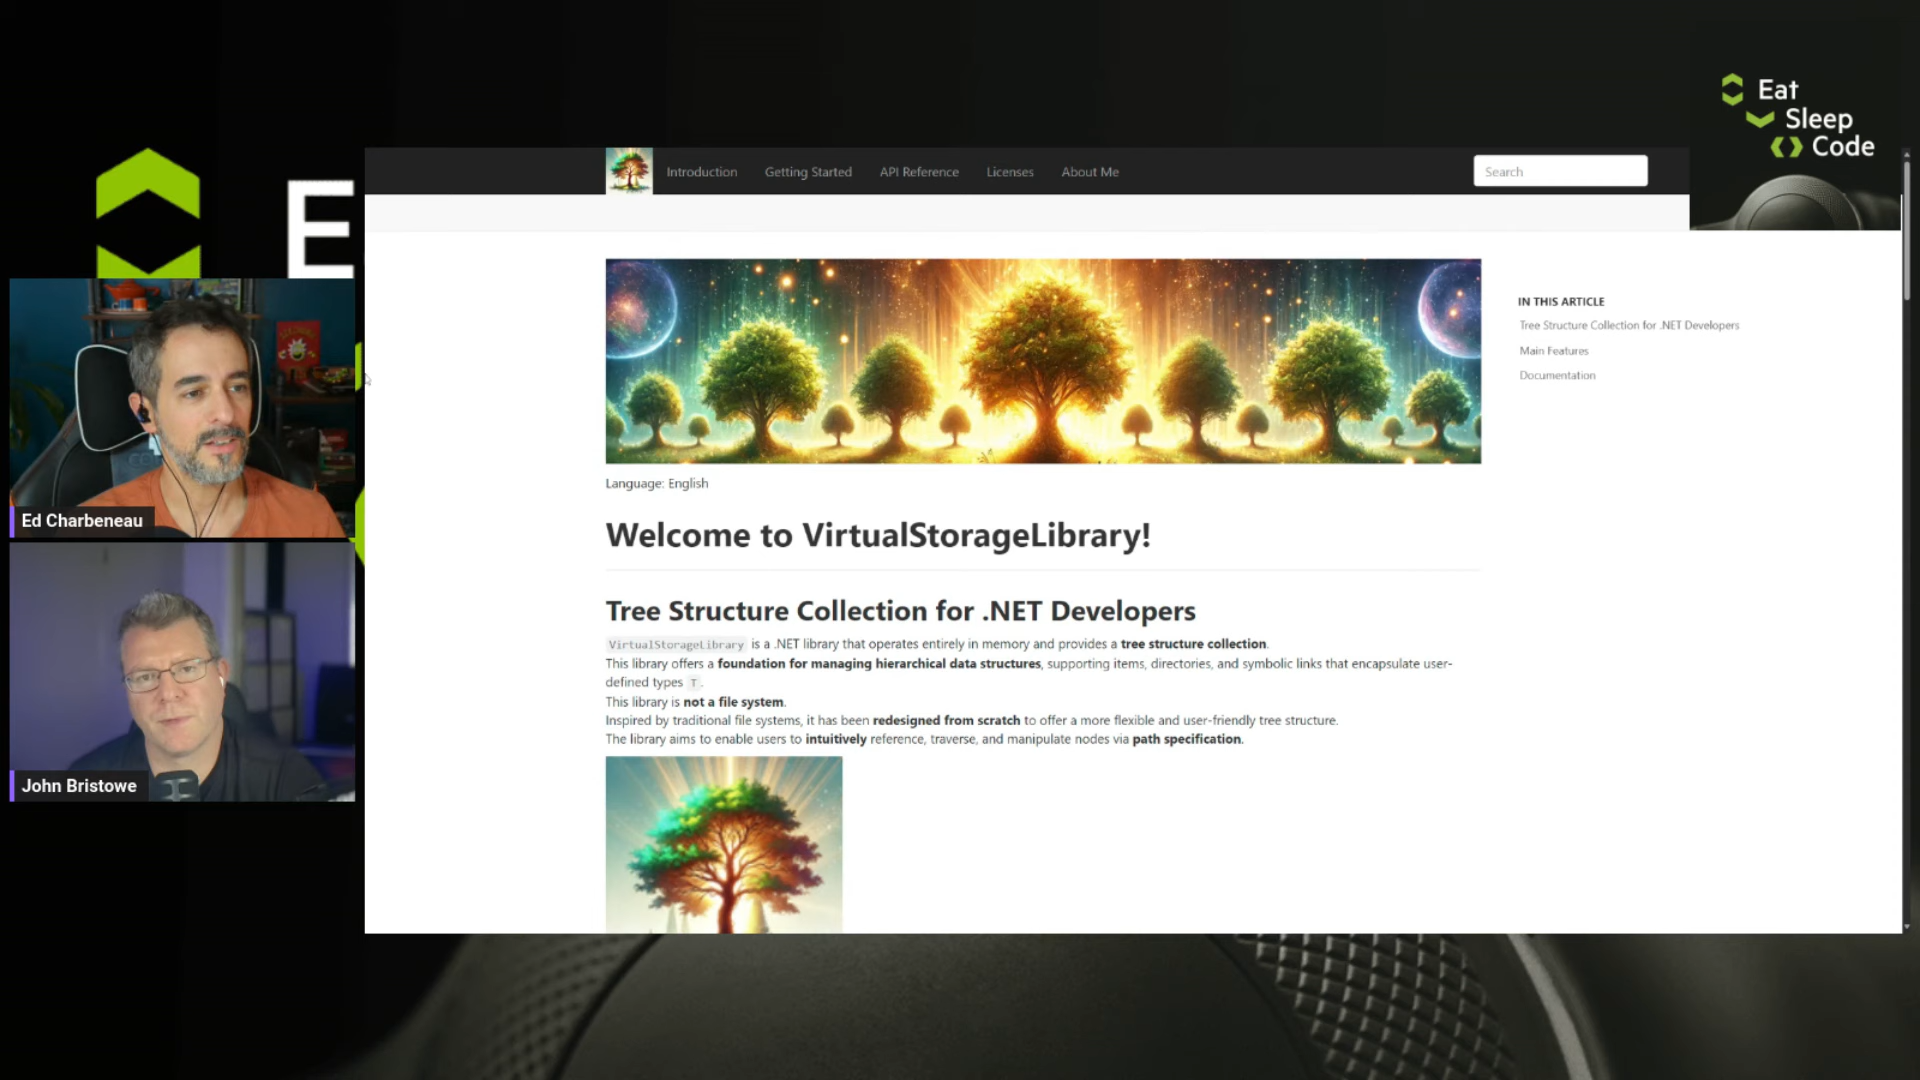 Eat
Sleep
Code
E
Introduction
Getting Started
API Reference
Licenses
About Me
Search
IN THIS ARTICLE
Tree Structure Collection for .NET Developers
Main Features
Documentation
Language: English
Welcome to VirtualStorageLibrary!
Tree Structure Collection for .NET Developers
VirtualStorageLibrary is a .NET library that operates entirely in memory and provides a tree structure collection.
This library offers a foundation for managing hierarchical data structures, supporting items, directories, and symbolic links that encapsulate user-
defined types T.
This library is not a file system.
Inspired by traditional file systems, it has been redesigned from scratch to offer a more flexible and user-friendly tree structure.
The library aims to enable users to intuitively reference, traverse, and manipulate nodes via path specification.
Ed Charbeneau
John Bristowe